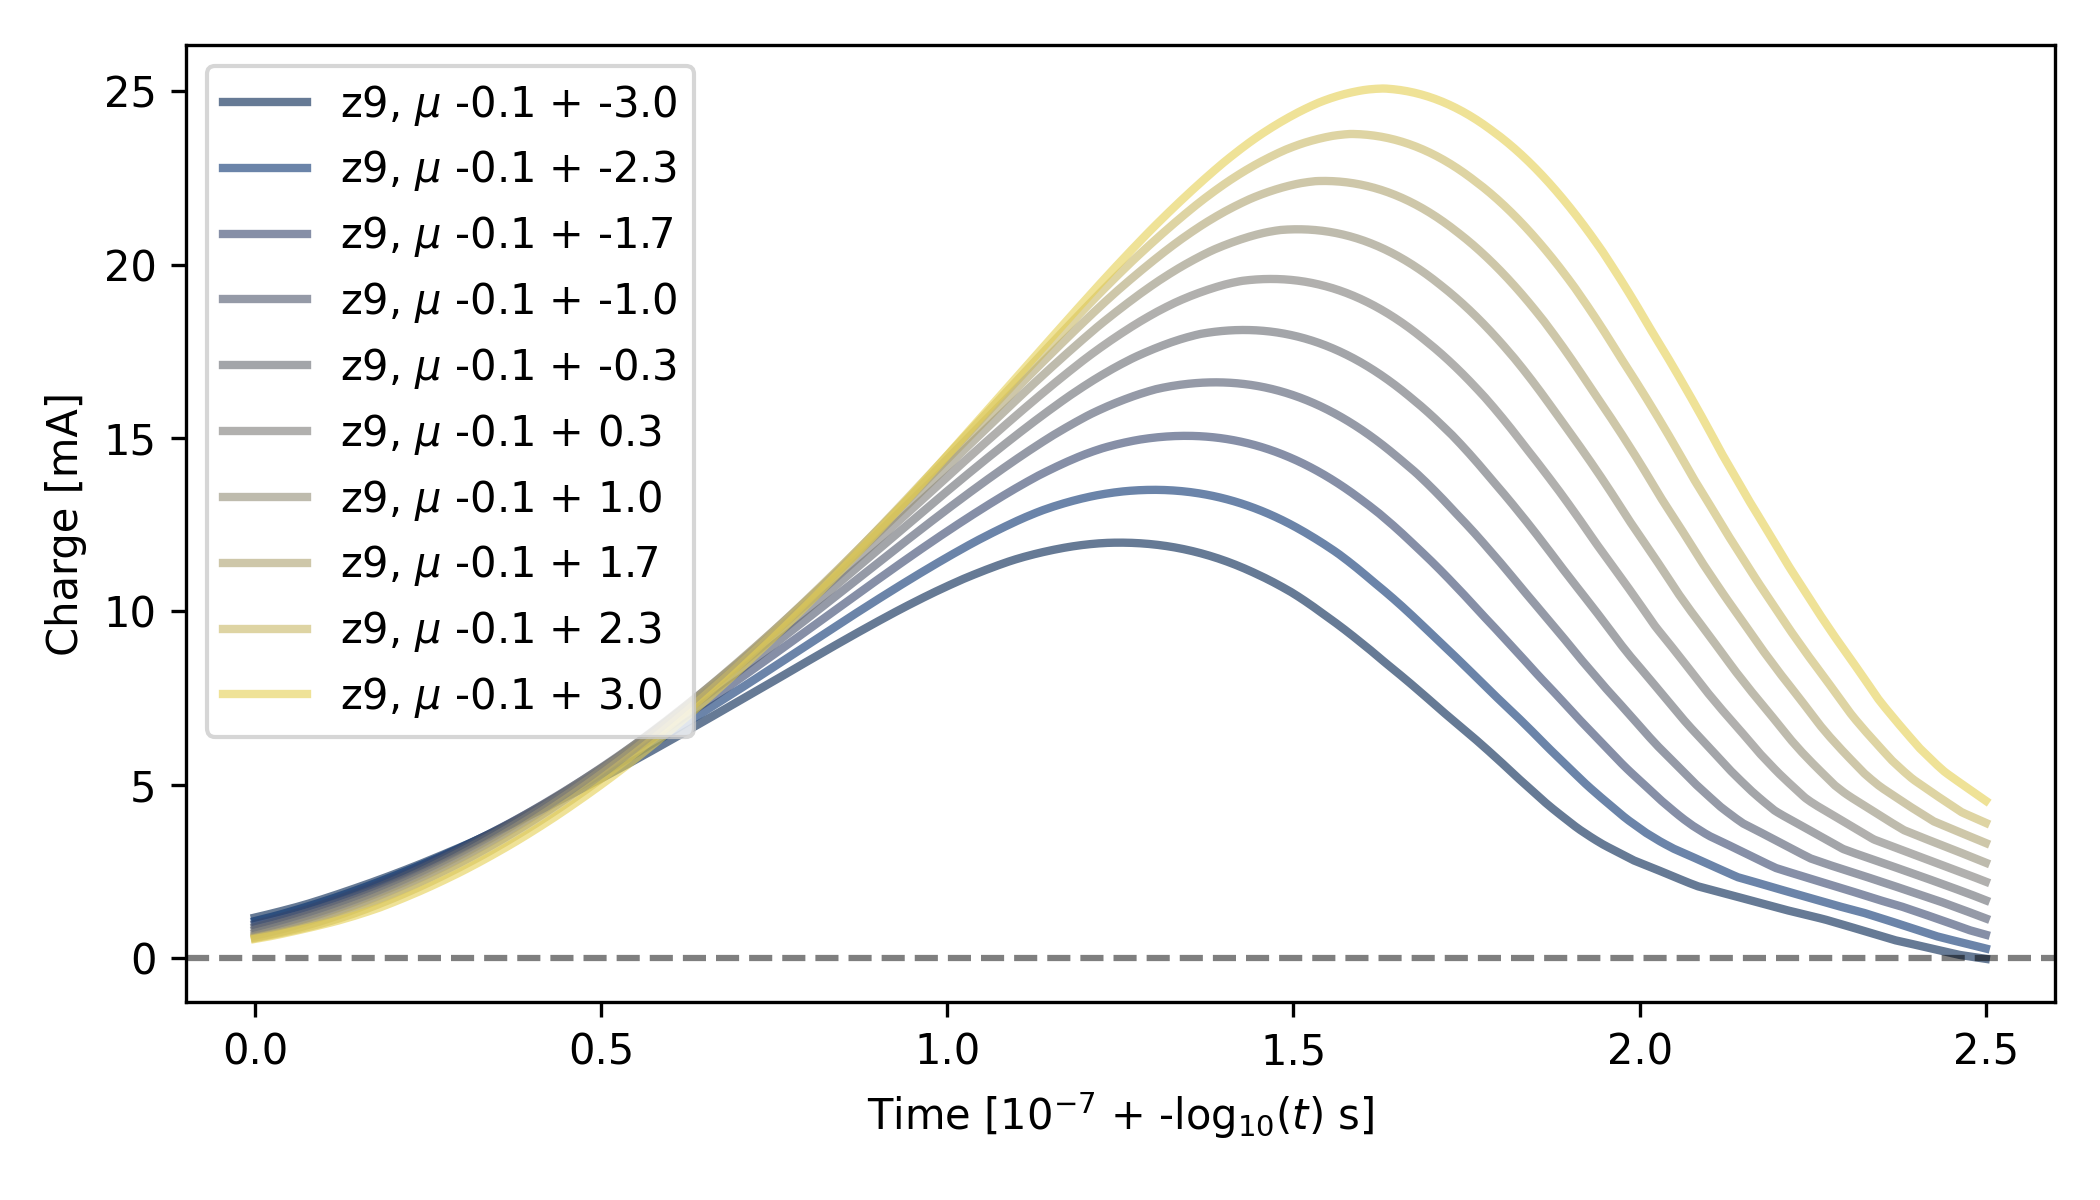 25
20
15
10
5
0
Charge [mA]
z9, μ -0.1 + -3.0
z9, μ -0.1 + -2.3
z9, μ -0.1 + -1.7
z9, μ -0.1 + -1.0
z9, μ -0.1 + -0.3
z9, μ -0.1 + 0.3
z9, μ -0.1 + 1.0
z9, μ -0.1 + 1.7
z9, μ -0.1 + 2.3
z9, μ -0.1 + 3.0
0.0 0.5 1.0 1.5 2.0 2.5
Time [10⁻⁷ + -log₁₀(t) s]